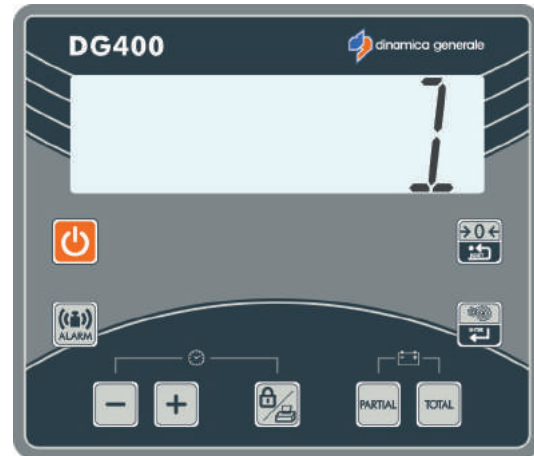 DG400
dinamica generale
1
→0←
ALARM
− +
PARTIAL TOTAL